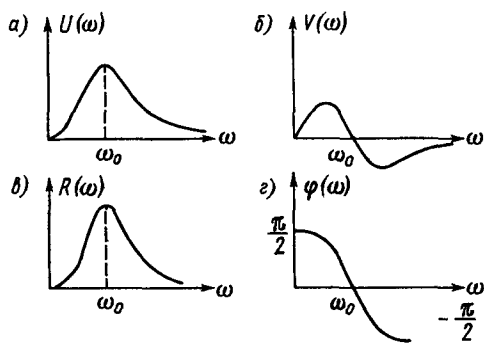 а) U(ω)
ω₀ ω
б) V(ω)
ω₀ ω
в) R(ω)
ω₀ ω
г) φ(ω)
π/2
ω₀ ω
-π/2